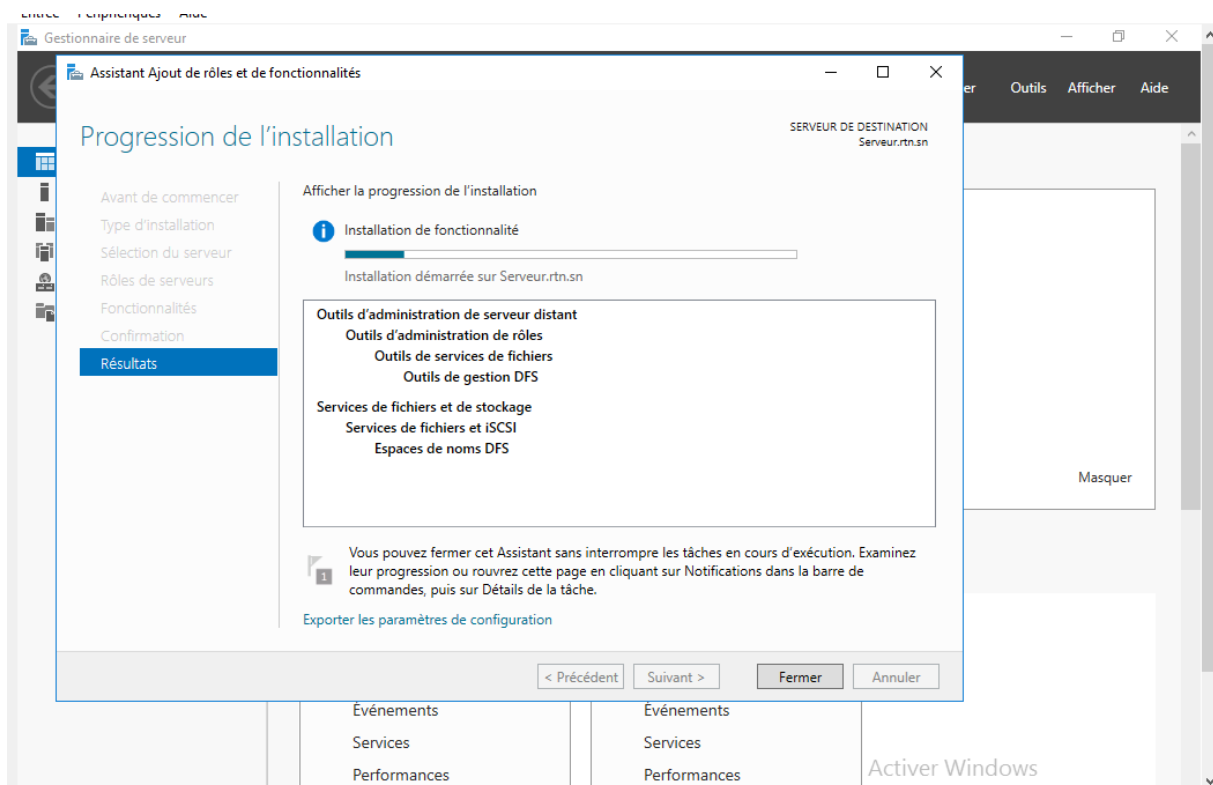 Entrée Périphériques Aide
Gestionnaire de serveur
Assistant Ajout de rôles et de fonctionnalités
er Outils Afficher Aide
Progression de l'installation
SERVEUR DE DESTINATION
Serveur.rtn.sn
Avant de commencer
Type d'installation
Sélection du serveur
Rôles de serveurs
Fonctionnalités
Confirmation
Résultats
Afficher la progression de l'installation
Installation de fonctionnalité
Installation démarrée sur Serveur.rtn.sn
Outils d'administration de serveur distant
Outils d'administration de rôles
Outils de services de fichiers
Outils de gestion DFS
Services de fichiers et de stockage
Services de fichiers et iSCSI
Espaces de noms DFS
Masquer
1
Vous pouvez fermer cet Assistant sans interrompre les tâches en cours d'exécution. Examinez
leur progression ou rouvrez cette page en cliquant sur Notifications dans la barre de
commandes, puis sur Détails de la tâche.
Exporter les paramètres de configuration
< Précédent Suivant > Fermer Annuler
Événements Événements
Services Services
Performances Performances
Activer Windows